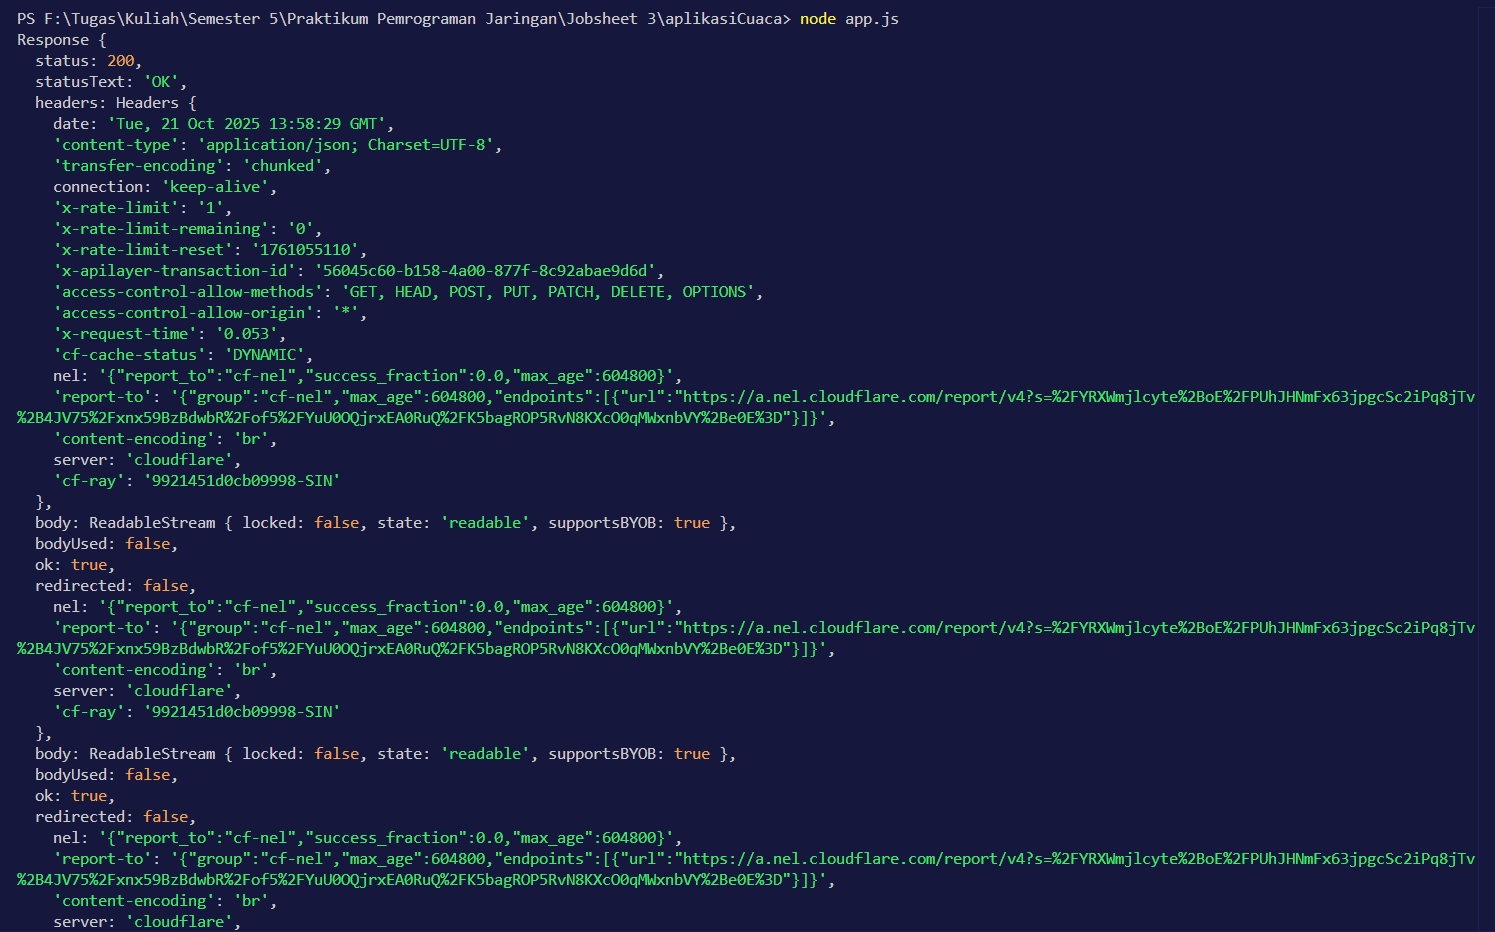 PS F:\Tugas\Kuliah\Semester 5\Praktikum Pemrograman Jaringan\Jobsheet 3\aplikasiCuaca> node app.js
Response {
  status: 200,
  statusText: 'OK',
  headers: Headers {
    date: 'Tue, 21 Oct 2025 13:58:29 GMT',
    'content-type': 'application/json; Charset=UTF-8',
    'transfer-encoding': 'chunked',
    connection: 'keep-alive',
    'x-rate-limit': '1',
    'x-rate-limit-remaining': '0',
    'x-rate-limit-reset': '1761055110',
    'x-apilayer-transaction-id': '56045c60-b158-4a00-877f-8c92abae9d6d',
    'access-control-allow-methods': 'GET, HEAD, POST, PUT, PATCH, DELETE, OPTIONS',
    'access-control-allow-origin': '*',
    'x-request-time': '0.053',
    'cf-cache-status': 'DYNAMIC',
    nel: '{"report_to":"cf-nel","success_fraction":0.0,"max_age":604800}',
    'report-to': '{"group":"cf-nel","max_age":604800,"endpoints":[{"url":"https://a.nel.cloudflare.com/report/v4?s=%2FYRXWmjlcyte%2BoE%2FPUhJHNmFx63jpgcSc2iPq8jTv
%2B4JV75%2Fxnx59BzBdwbR%2Fof5%2FYuU0OQjrxEA0RuQ%2FK5bagROP5RvN8KXcO0qMWxnbVY%2Be0E%3D"}]}',
    'content-encoding': 'br',
    server: 'cloudflare',
    'cf-ray': '9921451d0cb09998-SIN'
  },
  body: ReadableStream { locked: false, state: 'readable', supportsBYOB: true },
  bodyUsed: false,
  ok: true,
  redirected: false,
    nel: '{"report_to":"cf-nel","success_fraction":0.0,"max_age":604800}',
    'report-to': '{"group":"cf-nel","max_age":604800,"endpoints":[{"url":"https://a.nel.cloudflare.com/report/v4?s=%2FYRXWmjlcyte%2BoE%2FPUhJHNmFx63jpgcSc2iPq8jTv
%2B4JV75%2Fxnx59BzBdwbR%2Fof5%2FYuU0OQjrxEA0RuQ%2FK5bagROP5RvN8KXcO0qMWxnbVY%2Be0E%3D"}]}',
    'content-encoding': 'br',
    server: 'cloudflare',
    'cf-ray': '9921451d0cb09998-SIN'
  },
  body: ReadableStream { locked: false, state: 'readable', supportsBYOB: true },
  bodyUsed: false,
  ok: true,
  redirected: false,
    nel: '{"report_to":"cf-nel","success_fraction":0.0,"max_age":604800}',
    'report-to': '{"group":"cf-nel","max_age":604800,"endpoints":[{"url":"https://a.nel.cloudflare.com/report/v4?s=%2FYRXWmjlcyte%2BoE%2FPUhJHNmFx63jpgcSc2iPq8jTv
%2B4JV75%2Fxnx59BzBdwbR%2Fof5%2FYuU0OQjrxEA0RuQ%2FK5bagROP5RvN8KXcO0qMWxnbVY%2Be0E%3D"}]}',
    'content-encoding': 'br',
    server: 'cloudflare',